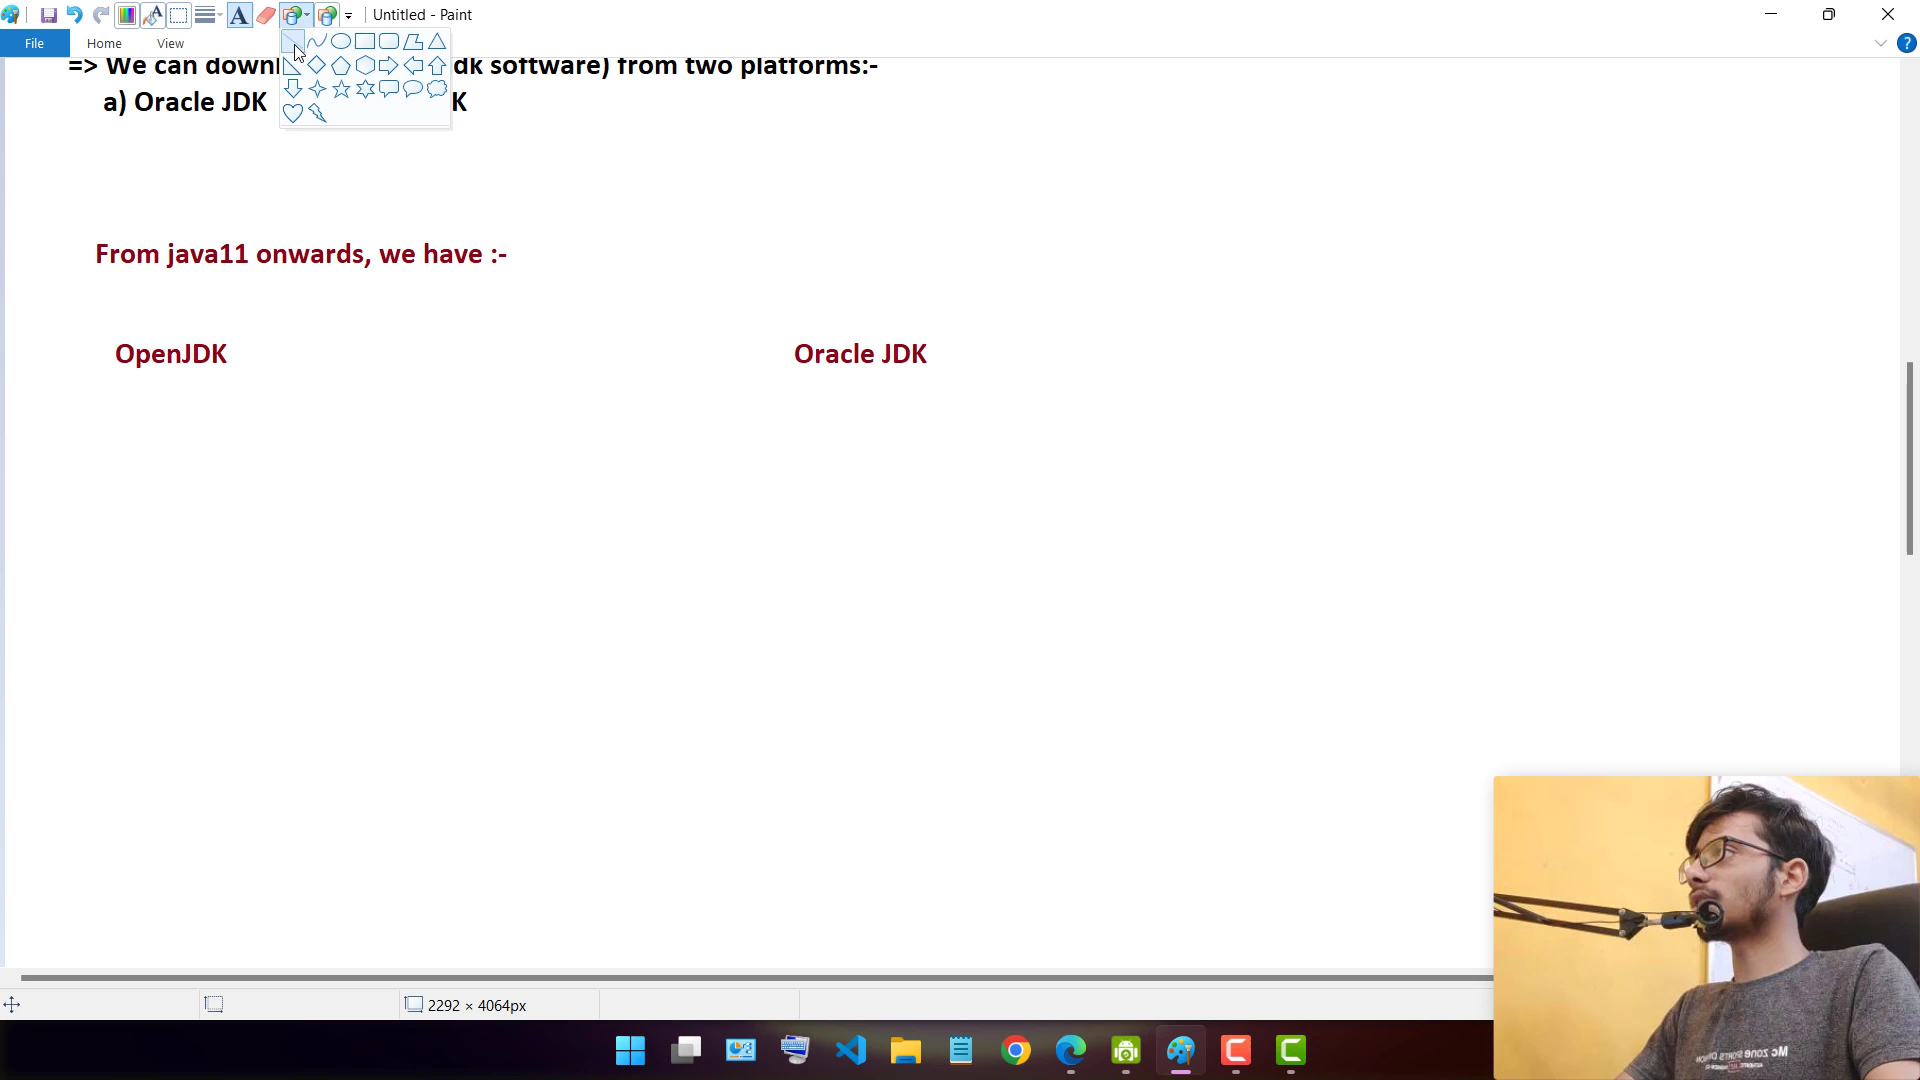 Untitled - Paint
File Home View
=> We can downl dk software) from two platforms:-
a) Oracle JDK K
From java11 onwards, we have :-
OpenJDK Oracle JDK
2292 × 4064px